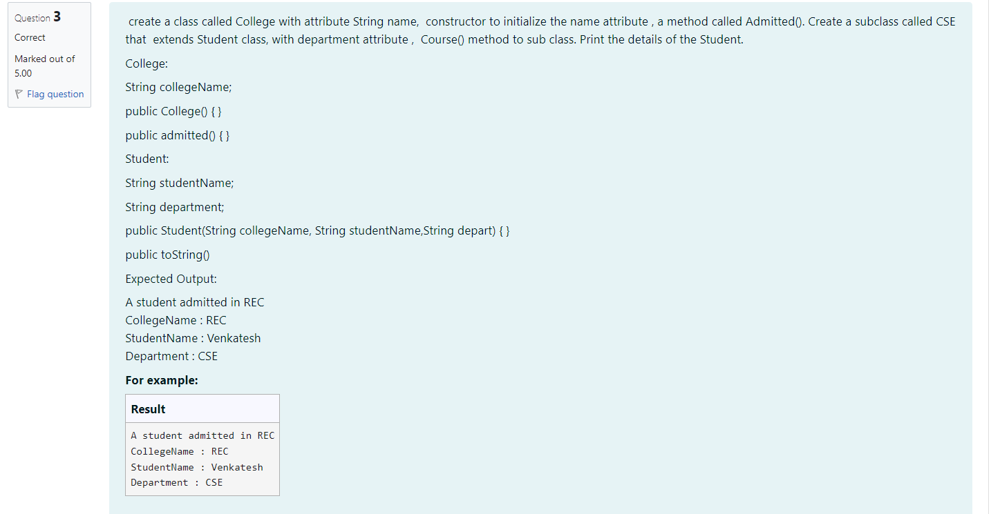 Question 3
Correct
Marked out of
5.00
Flag question
create a class called College with attribute String name, constructor to initialize the name attribute , a method called Admitted(). Create a subclass called CSE
that extends Student class, with department attribute , Course() method to sub class. Print the details of the Student.
College:
String collegeName;
public College() { }
public admitted() { }
Student:
String studentName;
String department;
public Student(String collegeName, String studentName,String depart) { }
public toString()
Expected Output:
A student admitted in REC
CollegeName : REC
StudentName : Venkatesh
Department : CSE
For example:
Result
A student admitted in REC
CollegeName : REC
StudentName : Venkatesh
Department : CSE